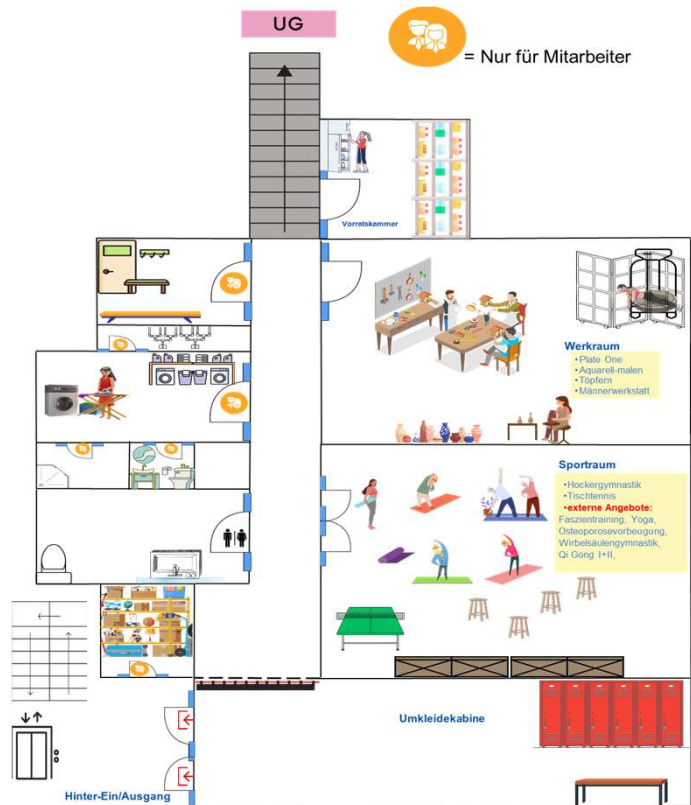 UG
= Nur für Mitarbeiter
Vorratskammer
Werkraum
• Plate One
• Aquarell-malen
• Töpfern
• Männerwerkstatt
Sportraum
• Hockergymnastik
• Tischtennis
• externe Angebote:
Faszientraining, Yoga,
Osteoporosevorbeugung,
Wirbelsäulengymnastik,
Qi Gong I+II,
Umkleidekabine
Hinter-Ein/Ausgang